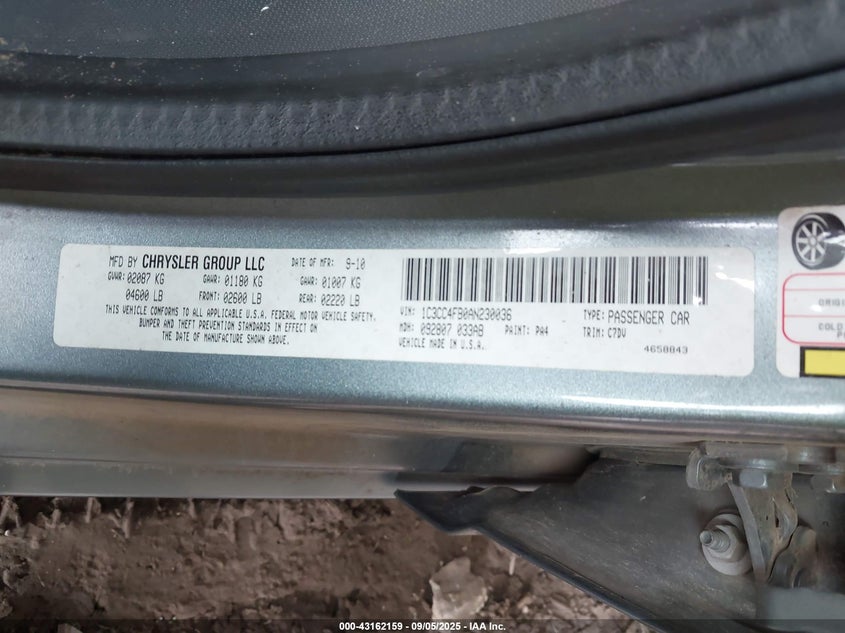 MFD BY CHRYSLER GROUP LLC
DATE OF MFR: 9-10
GVWR: 02087 KG GAWR: 01180 KG GAWR: 01007 KG
04600 LB FRONT: 02600 LB REAR: 02220 LB
THIS VEHICLE CONFORMS TO ALL APPLICABLE U.S.A. FEDERAL MOTOR VEHICLE SAFETY,
BUMPER AND THEFT PREVENTION STANDARDS IN EFFECT ON
THE DATE OF MANUFACTURE SHOWN ABOVE.
VIN: 1C3CC4FB0AN230036 TYPE: PASSENGER CAR
MDH: 092807 033AB PAINT: PA4 TRIM: C7DV
VEHICLE MADE IN U.S.A. 4658843
COLD
000-43162159 - 09/05/2025 - IAA Inc.